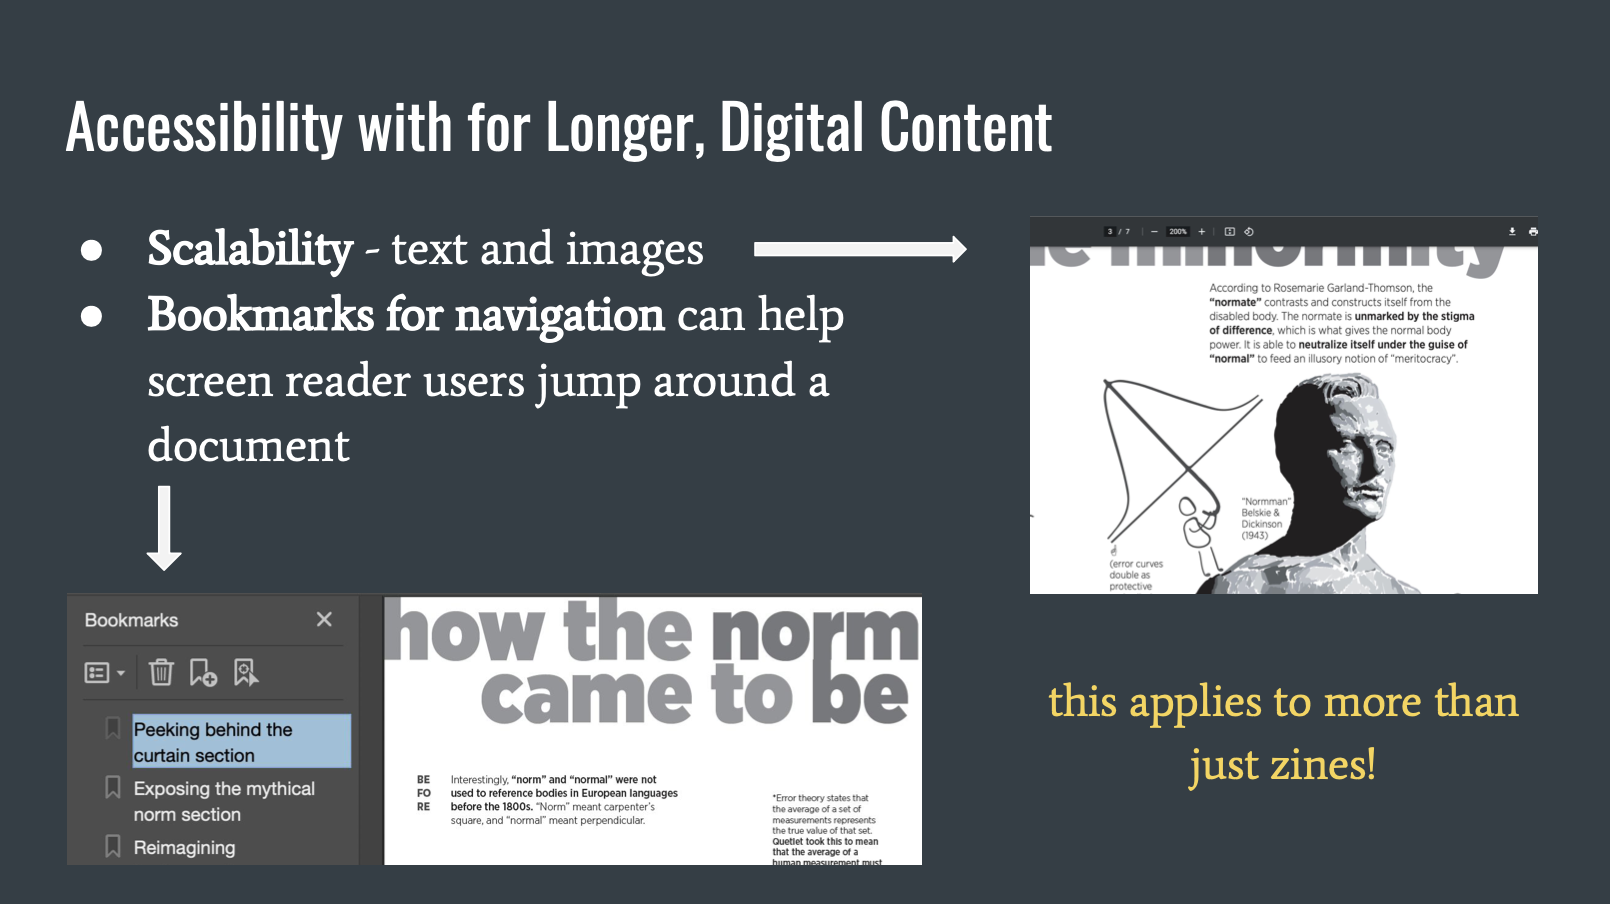 Accessibility with for Longer, Digital Content
● Scalability - text and images
● Bookmarks for navigation can help
screen reader users jump around a
document
3 / 7 − 200% +
According to Rosemarie Garland-Thomson, the
“normate” contrasts and constructs itself from the
disabled body. The normate is unmarked by the stigma
of difference, which is what gives the normal body
power. It is able to neutralize itself under the guise of
“normal” to feed an illusory notion of “meritocracy”.
“Normman”
Belskie &
Dickinson
(1943)
(error curves
double as
protective
Bookmarks
Peeking behind the
curtain section
Exposing the mythical
norm section
Reimagining
how the norm
came to be
BE
FO
RE
Interestingly, “norm” and “normal” were not
used to reference bodies in European languages
before the 1800s. “Norm” meant carpenter’s
square, and “normal” meant perpendicular.
*Error theory states that
the average of a set of
measurements represents
the true value of that set.
Quetlet took this to mean
that the average of a
human measurement must
this applies to more than
just zines!